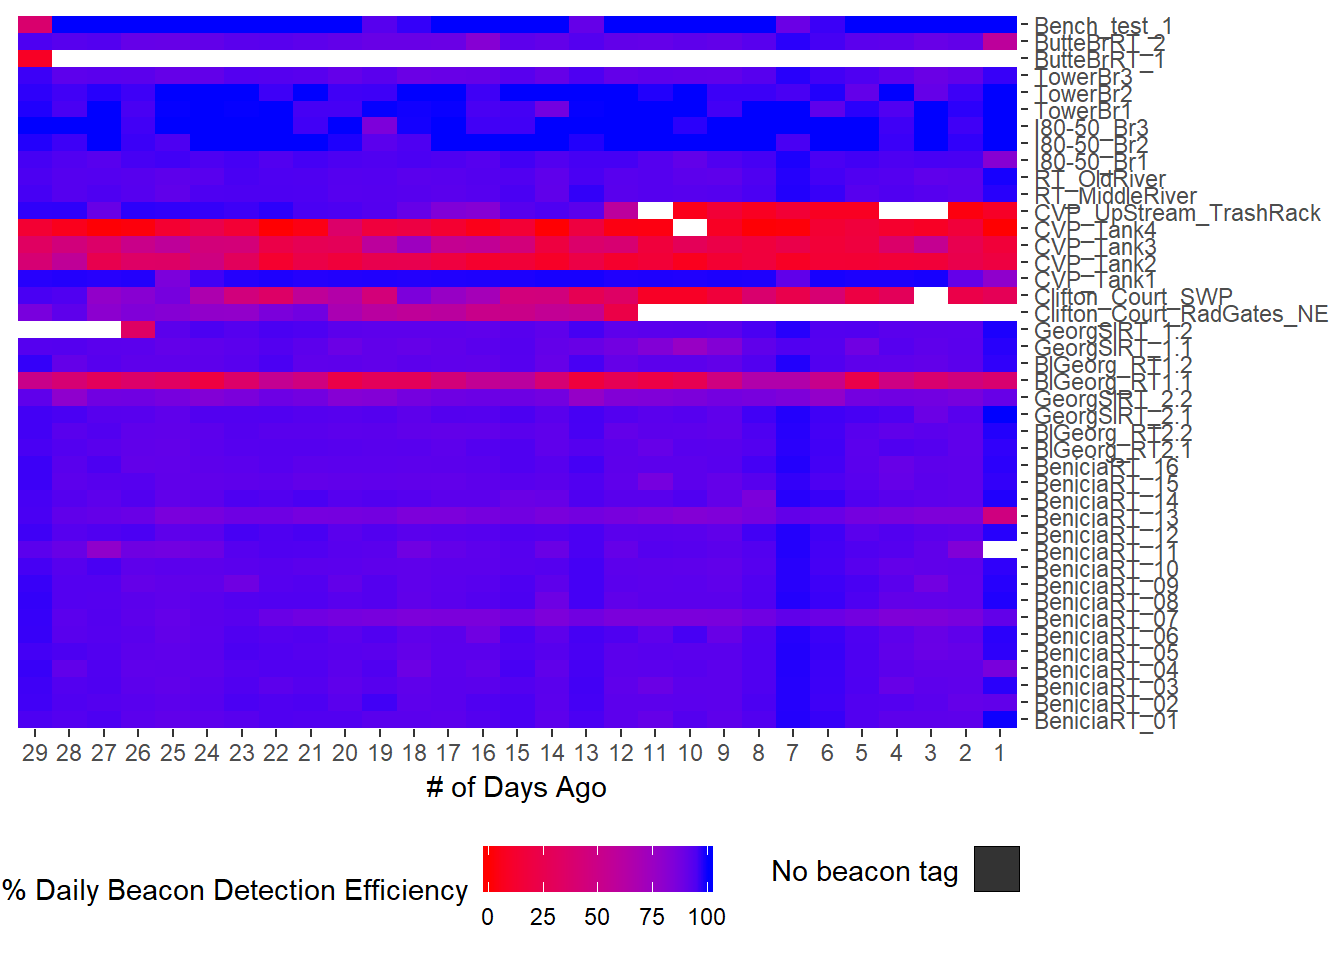 Bench_test_1
ButteBrRT_2
ButteBrRT_1
TowerBr3
TowerBr2
TowerBr1
I80-50_Br3
I80-50_Br2
I80-50_Br1
RT_OldRiver
RT_MiddleRiver
CVP_UpStream_TrashRack
CVP_Tank4
CVP_Tank3
CVP_Tank2
CVP_Tank1
Clifton_Court_SWP
Clifton_Court_RadGates_NE
GeorgSlRT_1.2
GeorgSlRT_1.1
BlGeorg_RT1.2
BlGeorg_RT1.1
GeorgSlRT_2.2
GeorgSlRT_2.1
BlGeorg_RT2.2
BlGeorg_RT2.1
BeniciaRT_16
BeniciaRT_15
BeniciaRT_14
BeniciaRT_13
BeniciaRT_12
BeniciaRT_11
BeniciaRT_10
BeniciaRT_09
BeniciaRT_08
BeniciaRT_07
BeniciaRT_06
BeniciaRT_05
BeniciaRT_04
BeniciaRT_03
BeniciaRT_02
BeniciaRT_01
29 28 27 26 25 24 23 22 21 20 19 18 17 16 15 14 13 12 11 10 9 8 7 6 5 4 3 2 1
# of Days Ago
% Daily Beacon Detection Efficiency
0 25 50 75 100
No beacon tag